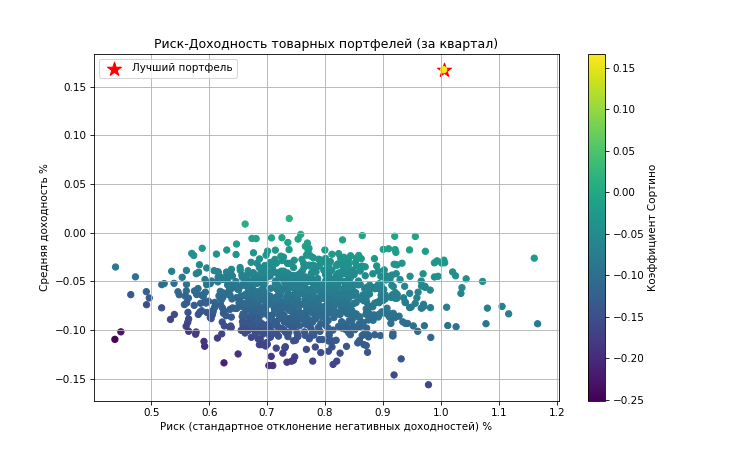 Риск-Доходность товарных портфелей (за квартал)
Лучший портфель
Средняя доходность %
0.15
0.10
0.05
0.00
−0.05
−0.10
−0.15
0.5 0.6 0.7 0.8 0.9 1.0 1.1 1.2
Риск (стандартное отклонение негативных доходностей) %
0.15
0.10
0.05
0.00
−0.05
−0.10
−0.15
−0.20
−0.25
Коэффициент Сортино